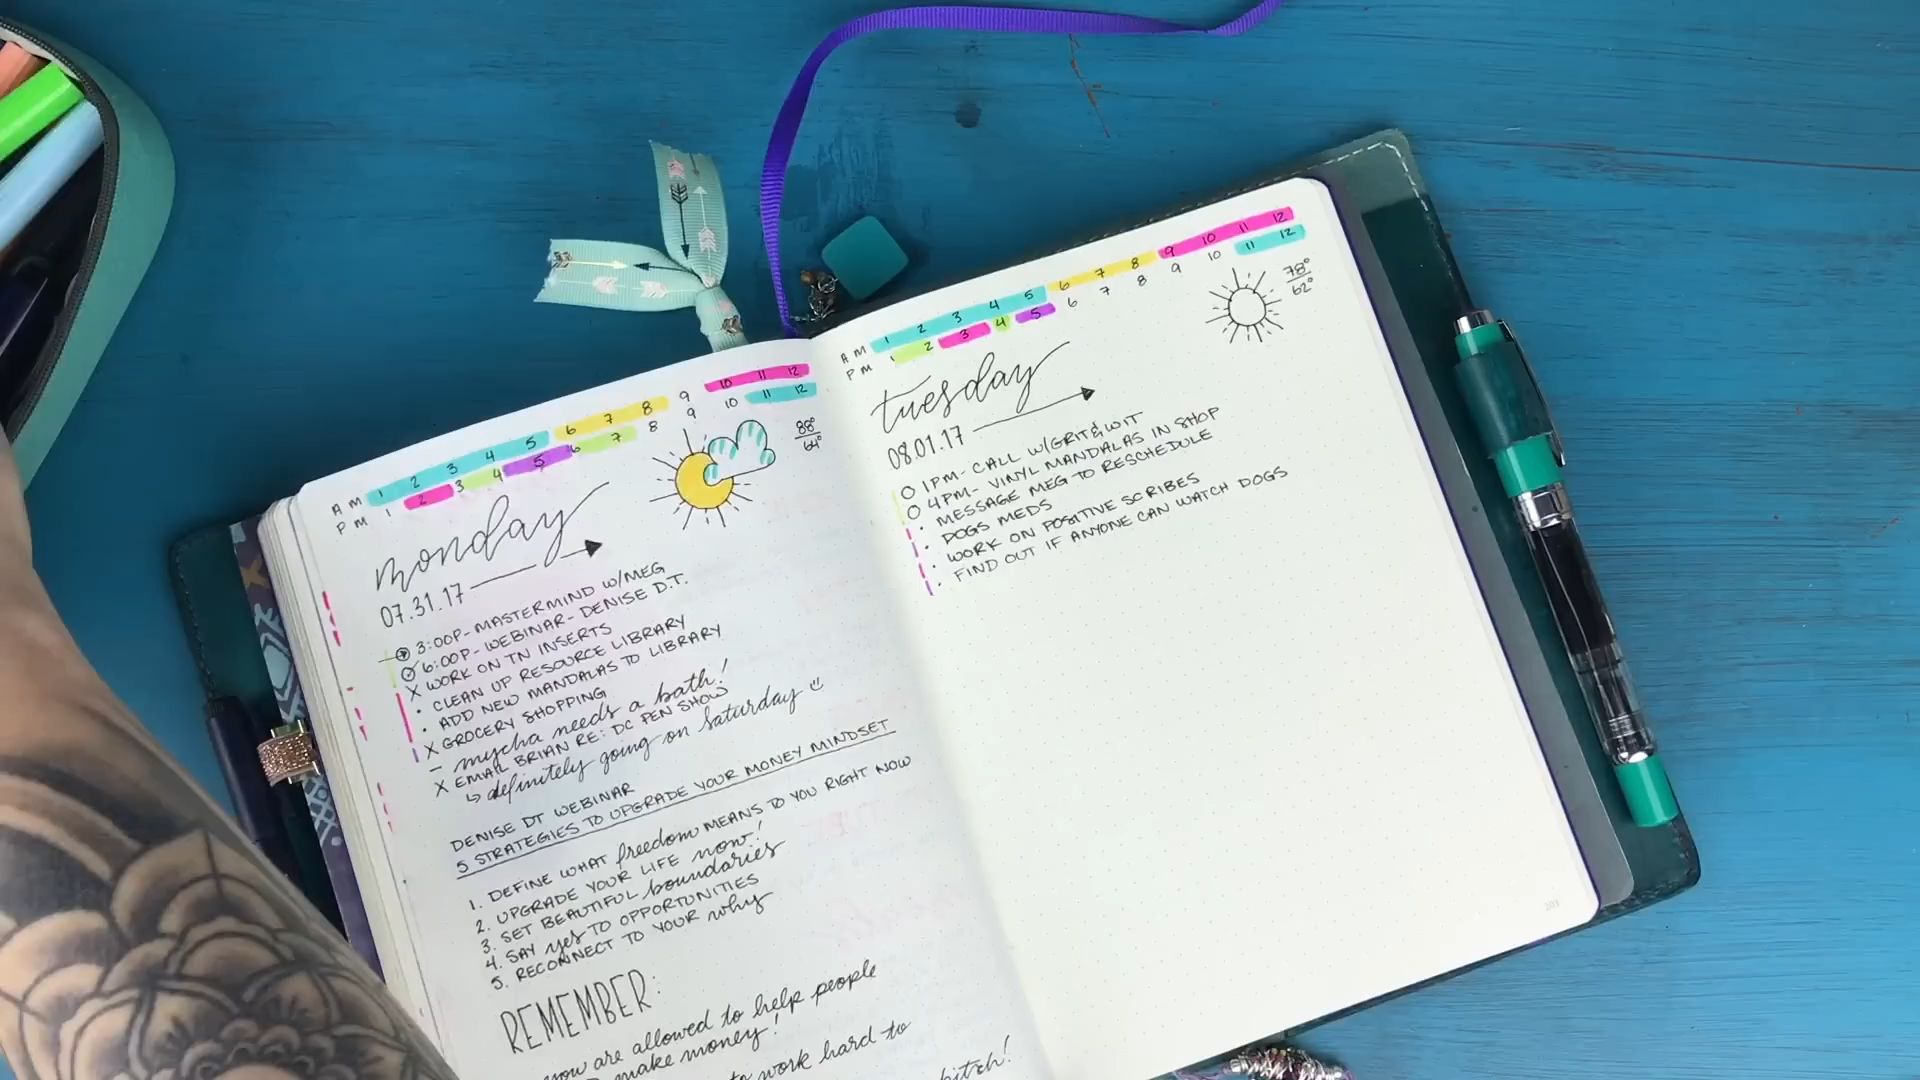 AM 1 2 3 4 5 6 7 8 9 10 11 12
PM 1 2 3 4 5 6 7 8 9 10 11 12
monday
07.31.17
88°
64°
3:00P- MASTERMIND W/MEG
6:00P- WEBINAR- DENISE D.T.
X WORK ON TN INSERTS
· CLEAN UP RESOURCE LIBRARY
· ADD NEW MANDALAS TO LIBRARY
X GROCERY SHOPPING
– mycha needs a bath!
X EMAIL BRIAN RE: DC PEN SHOW
↳ definitely going on Saturday
DENISE DT WEBINAR
5 STRATEGIES TO UPGRADE YOUR MONEY MINDSET
1. DEFINE WHAT freedom MEANS TO YOU RIGHT NOW
2. UPGRADE YOUR LIFE now!
3. SET BEAUTIFUL boundaries
4. SAY yes TO OPPORTUNITIES
5. RECONNECT TO YOUR why
REMEMBER:
you are allowed to help people
make money!
work hard to
bitch!
AM 1 2 3 4 5 6 7 8 9 10 11 12
PM 1 2 3 4 5 6 7 8 9 10 11 12
tuesday
08.01.17
78°
62°
O 1PM- CALL W/GRIT&WIT
O 4PM- VINYL MANDALAS IN SHOP
· MESSAGE MEG TO RESCHEDULE
· DOGS MEDS
· WORK ON POSITIVE SCRIBES
· FIND OUT IF ANYONE CAN WATCH DOGS